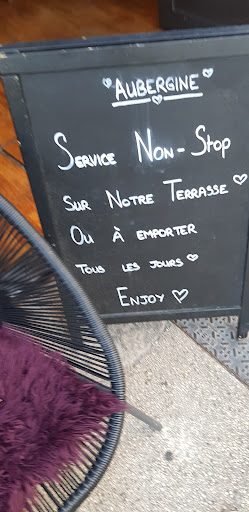 "AUBERGINE"
SERVICE NON-STOP
SUR NOTRE TERRASSE
OU À EMPORTER
TOUS LES JOURS
ENJOY